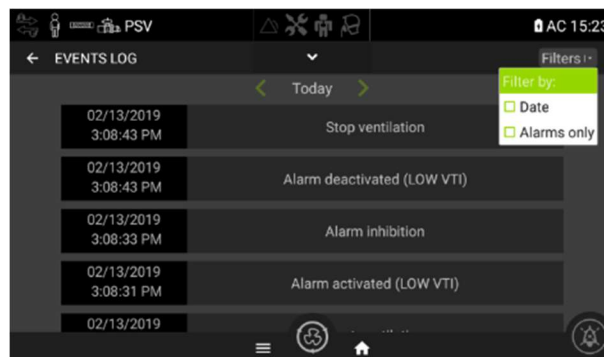 PSV
AC 15:23
EVENTS LOG
Filters
Today
Filter by:
Date
Alarms only
02/13/2019
3:08:43 PM
Stop ventilation
02/13/2019
3:08:43 PM
Alarm deactivated (LOW VTI)
02/13/2019
3:08:33 PM
Alarm inhibition
02/13/2019
3:08:31 PM
Alarm activated (LOW VTI)
02/13/2019